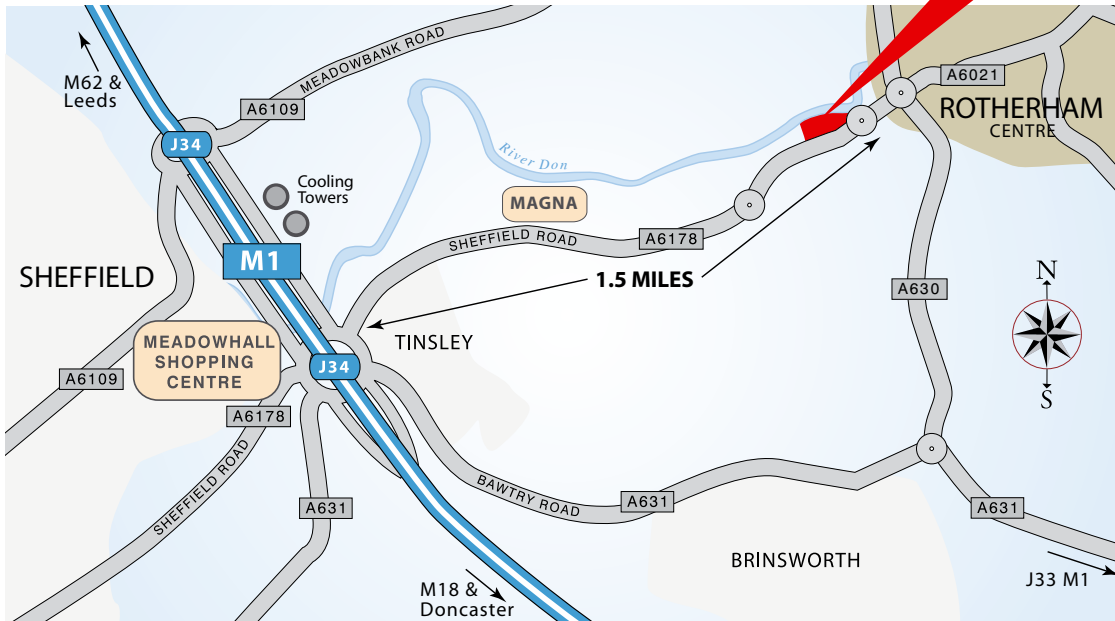 MEADOWBANK ROAD
M62 &
Leeds
A6109
A6021
ROTHERHAM
CENTRE
J34
River Don
Cooling
Towers
MAGNA
SHEFFIELD ROAD
A6178
M1
SHEFFIELD
1.5 MILES
A630
N
S
TINSLEY
MEADOWHALL
SHOPPING
CENTRE
J34
A6109
A6178
SHEFFIELD ROAD
BAWTRY ROAD
A631
A631
A631
BRINSWORTH
M18 &
Doncaster
J33 M1